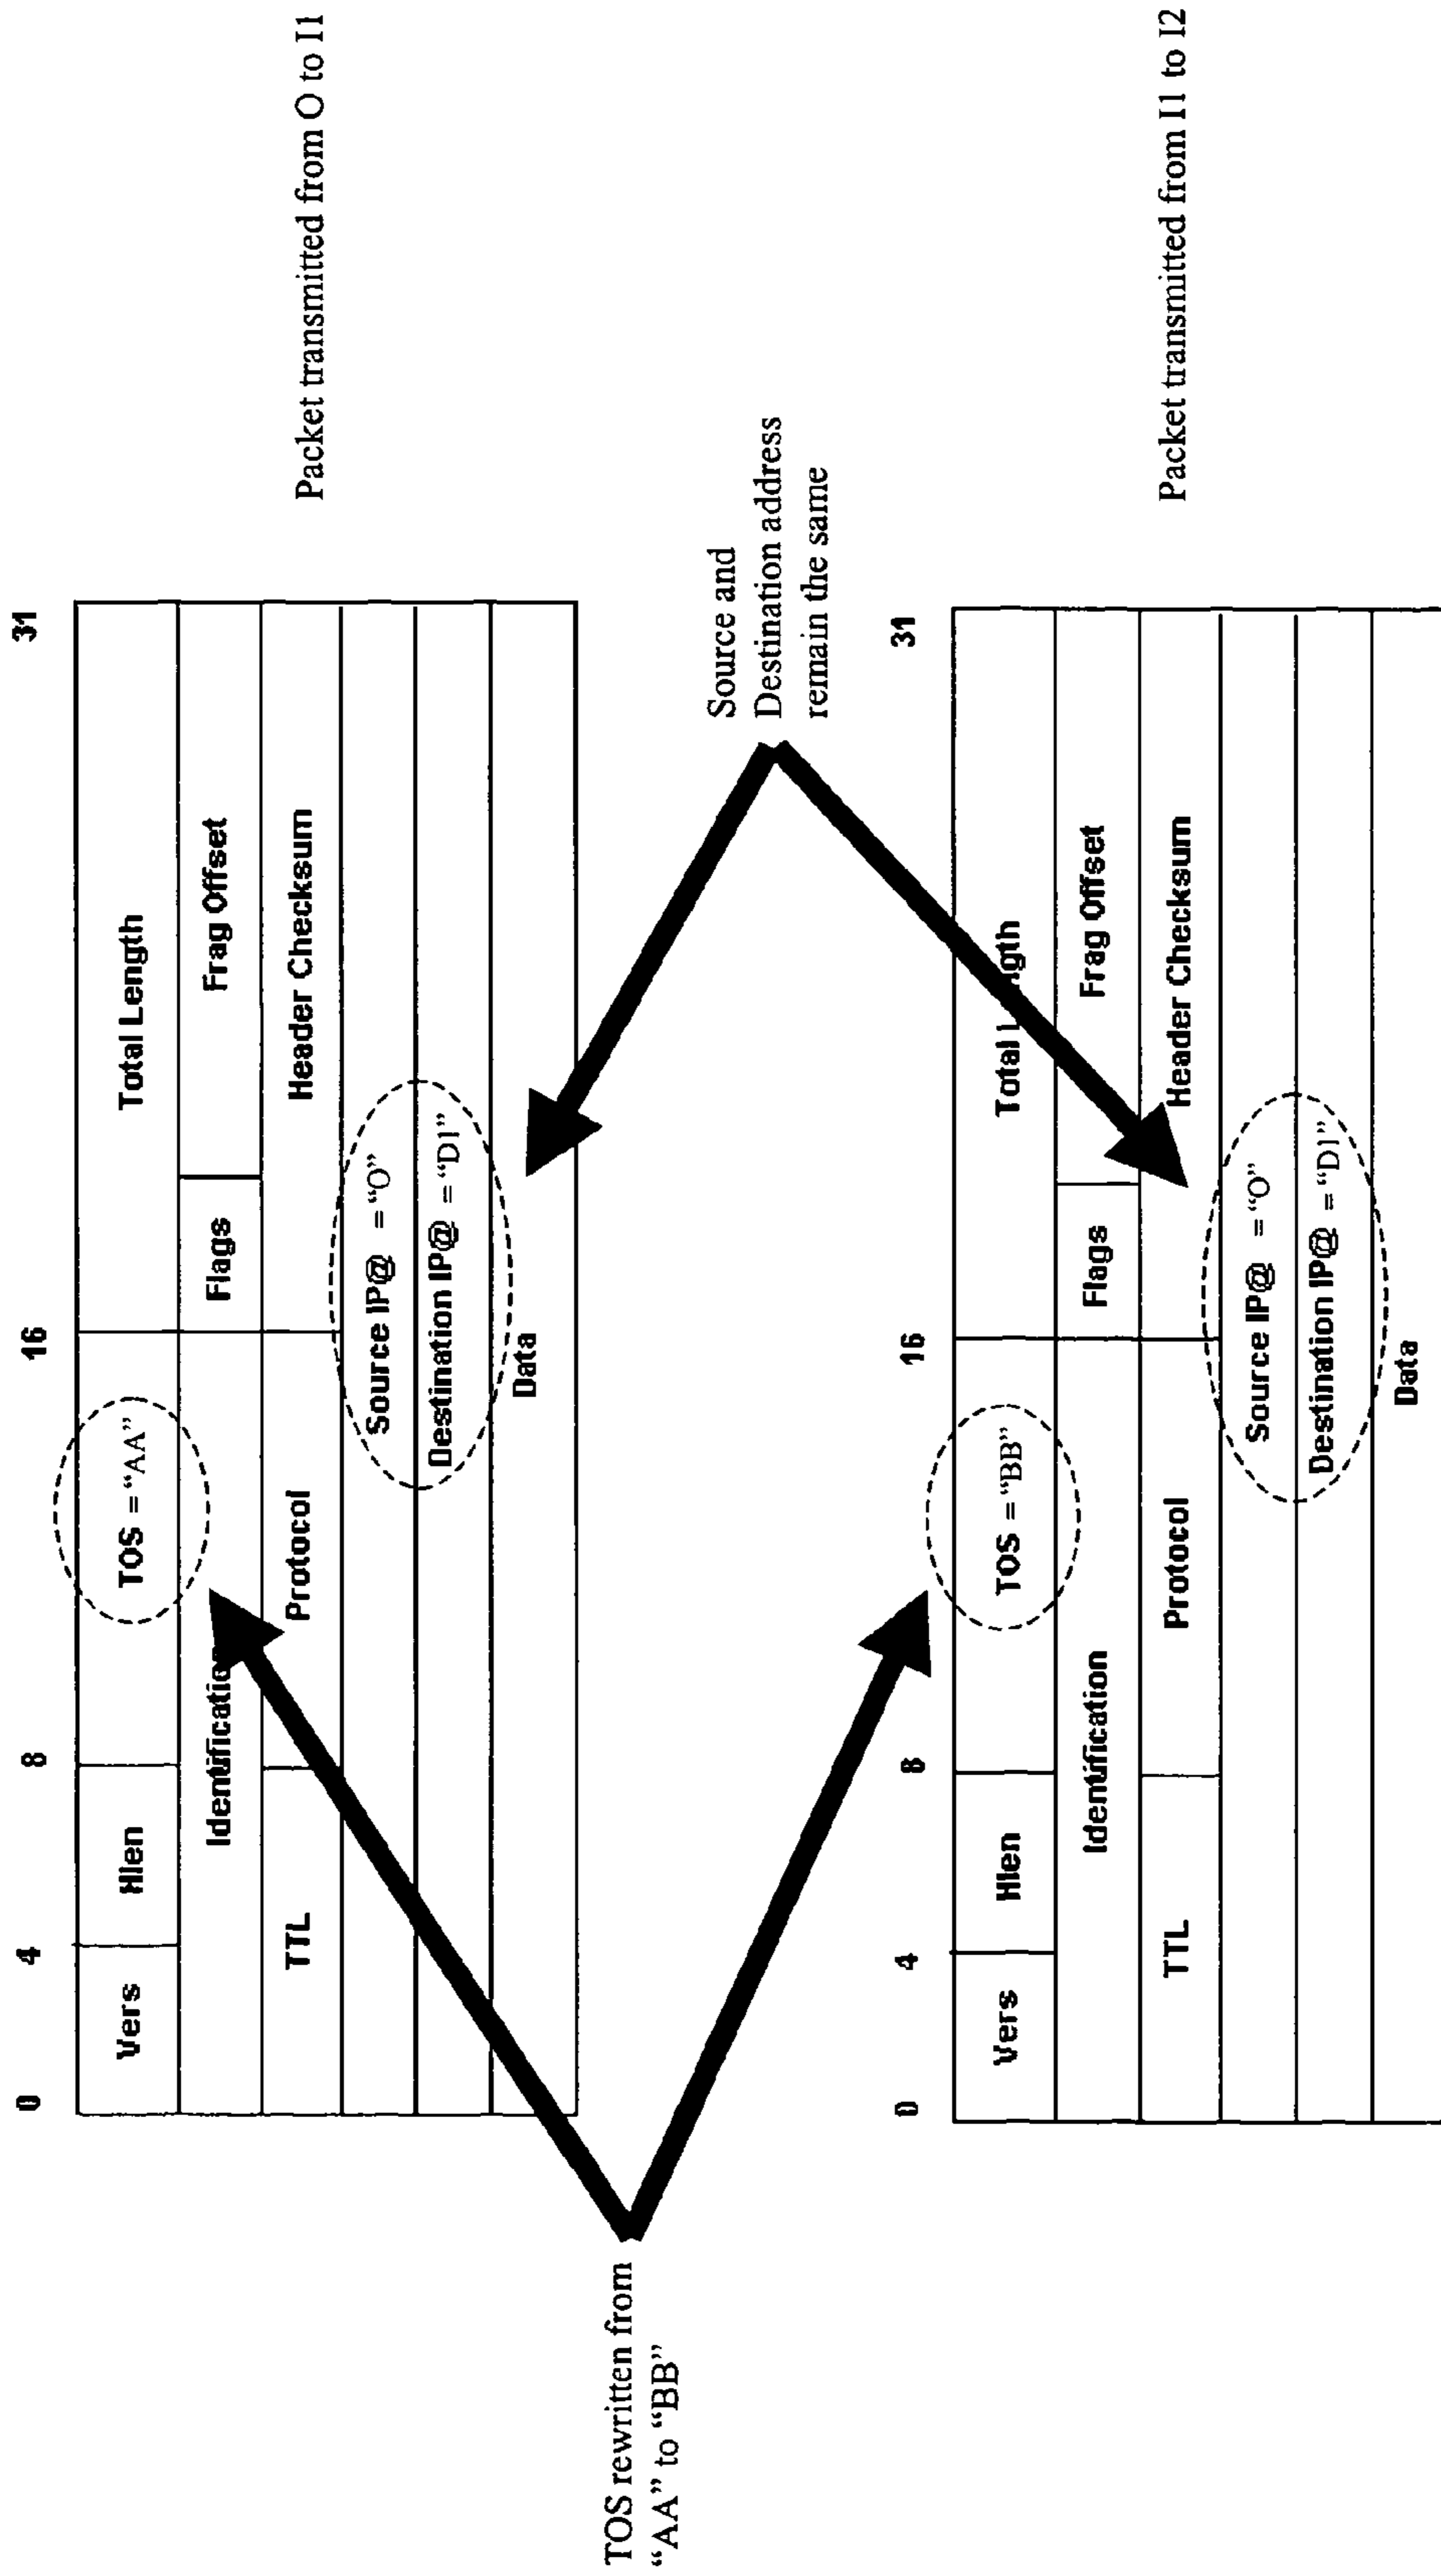 0 4 8 16 31
Vers Hlen TOS = “AA” Total Length
Identification Flags Frag Offset
TTL Protocol Header Checksum
Source IP@ = “O”
Destination IP@ = “D1”
Data
Packet transmitted from O to I1
TOS rewritten from
“AA” to “BB”
Source and
Destination address
remain the same
0 4 8 16 31
Vers Hlen TOS = “BB” Total Length
Identification Flags Frag Offset
TTL Protocol Header Checksum
Source IP@ = “O”
Destination IP@ = “D1”
Data
Packet transmitted from I1 to I2